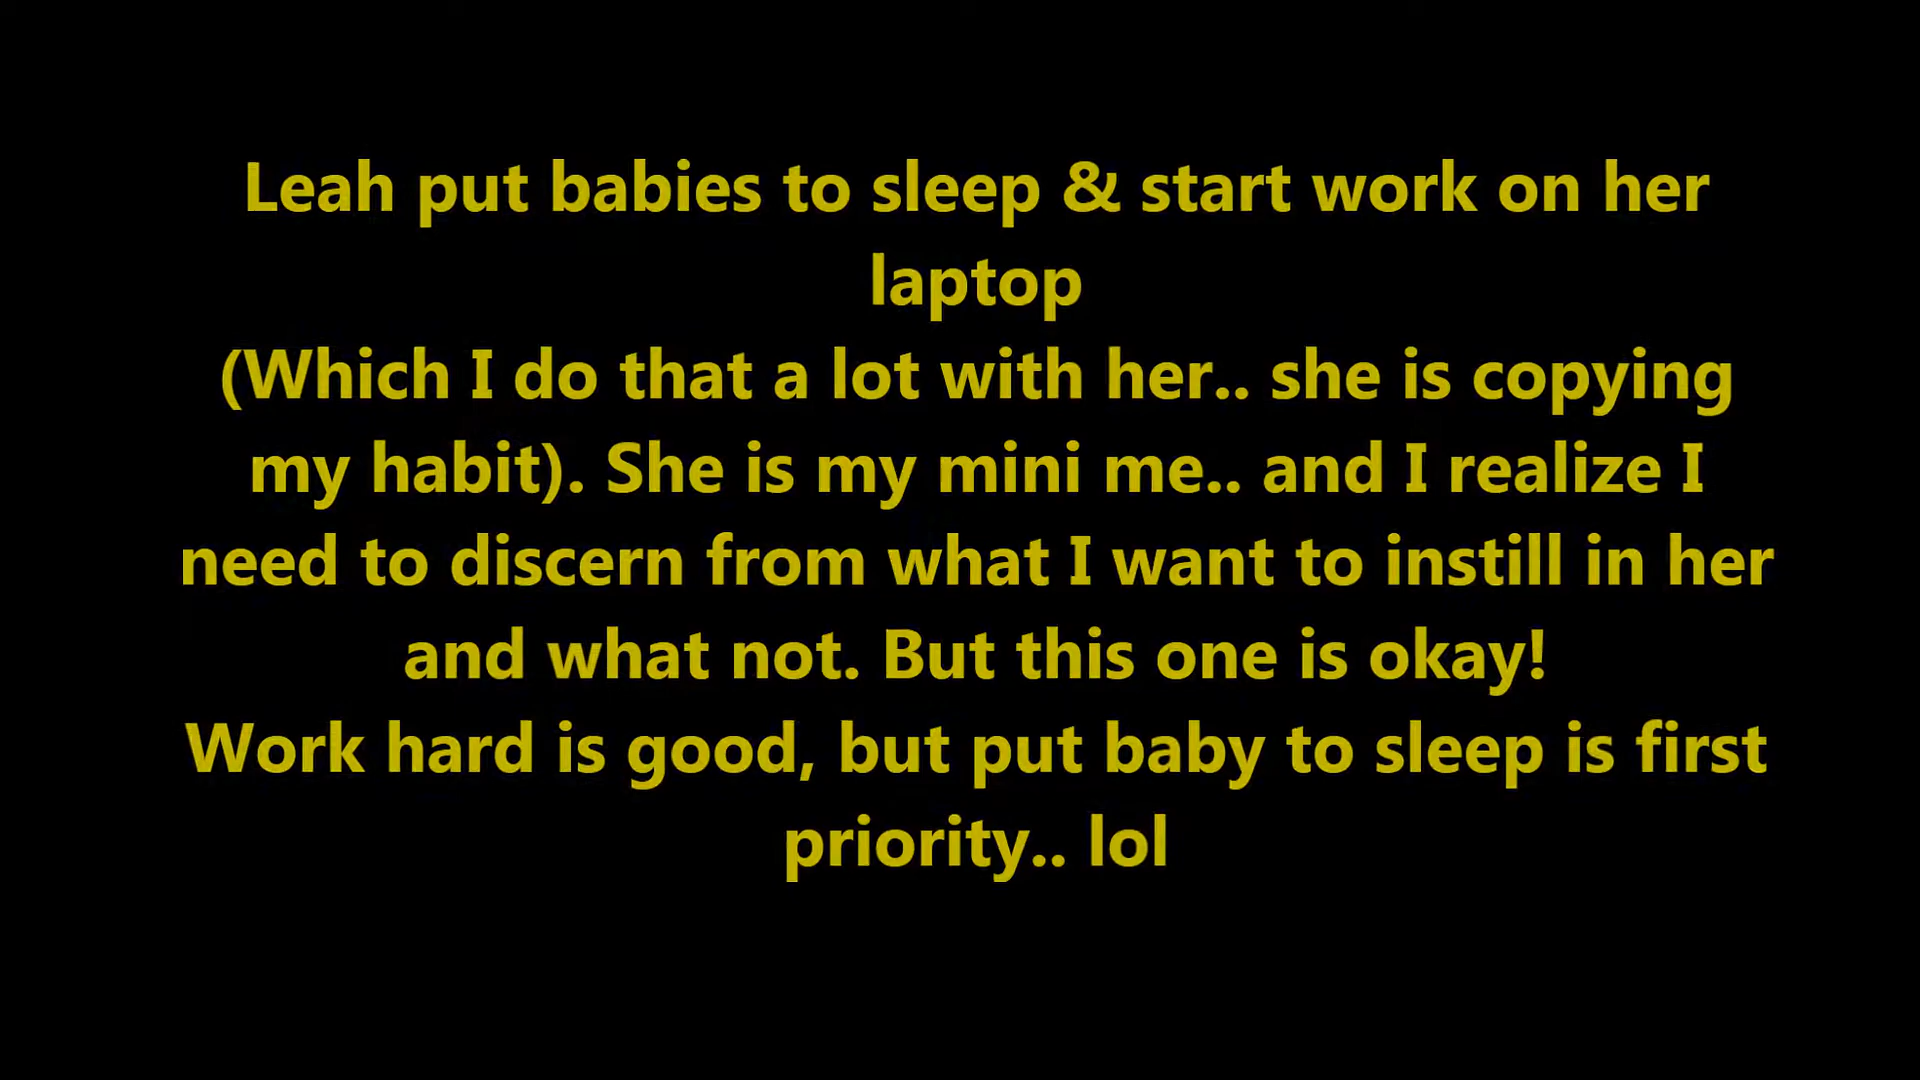 Leah put babies to sleep & start work on her
laptop
(Which I do that a lot with her.. she is copying
my habit). She is my mini me.. and I realize I
need to discern from what I want to instill in her
and what not. But this one is okay!
Work hard is good, but put baby to sleep is first
priority.. lol